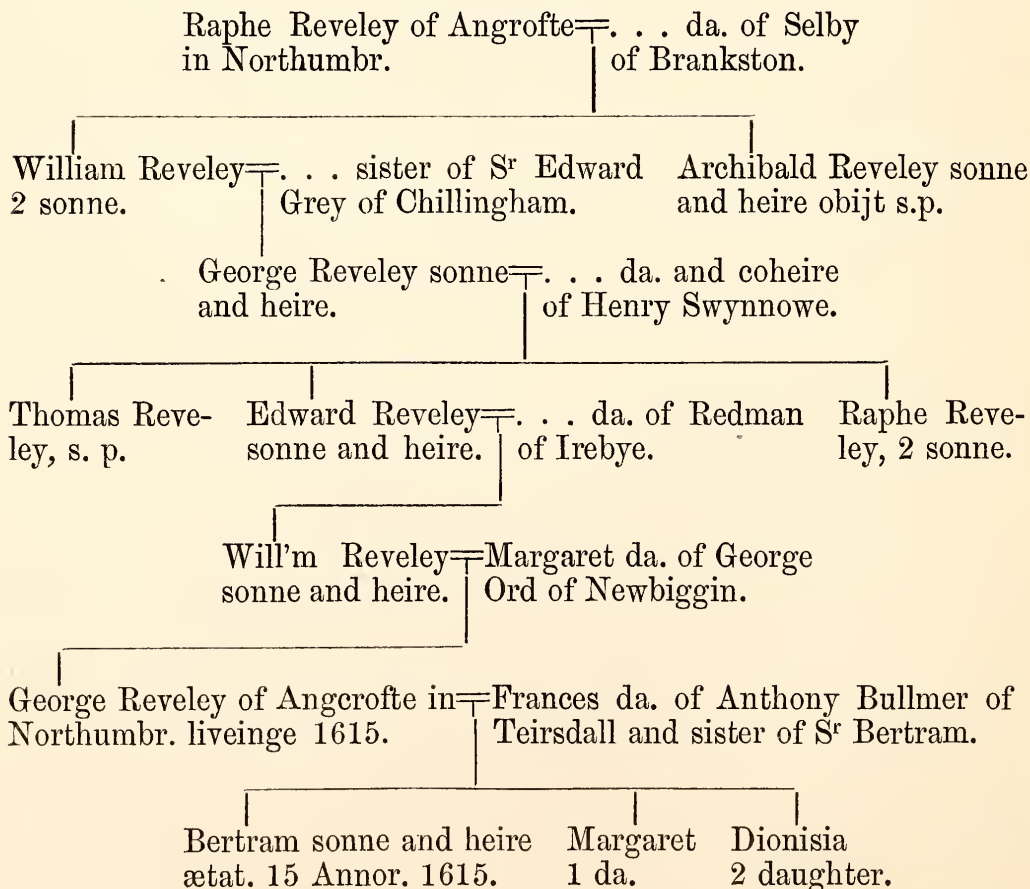 Raphe Reveley of Angrofte=. . . da. of Selby
in Northumbr. of Brankston.
William Reveley=. . . sister of Sʳ Edward Archibald Reveley sonne
2 sonne. Grey of Chillingham. and heire obijt s.p.
George Reveley sonne=. . . da. and coheire
and heire. of Henry Swynnowe.
Thomas Reve- Edward Reveley=. . . da. of Redman Raphe Reve-
ley, s. p. sonne and heire. of Irebye. ley, 2 sonne.
Will'm Reveley=Margaret da. of George
sonne and heire. Ord of Newbiggin.
George Reveley of Angcrofte in=Frances da. of Anthony Bullmer of
Northumbr. liveinge 1615. Teirsdall and sister of Sʳ Bertram.
Bertram sonne and heire Margaret Dionisia
ætat. 15 Annor. 1615. 1 da. 2 daughter.